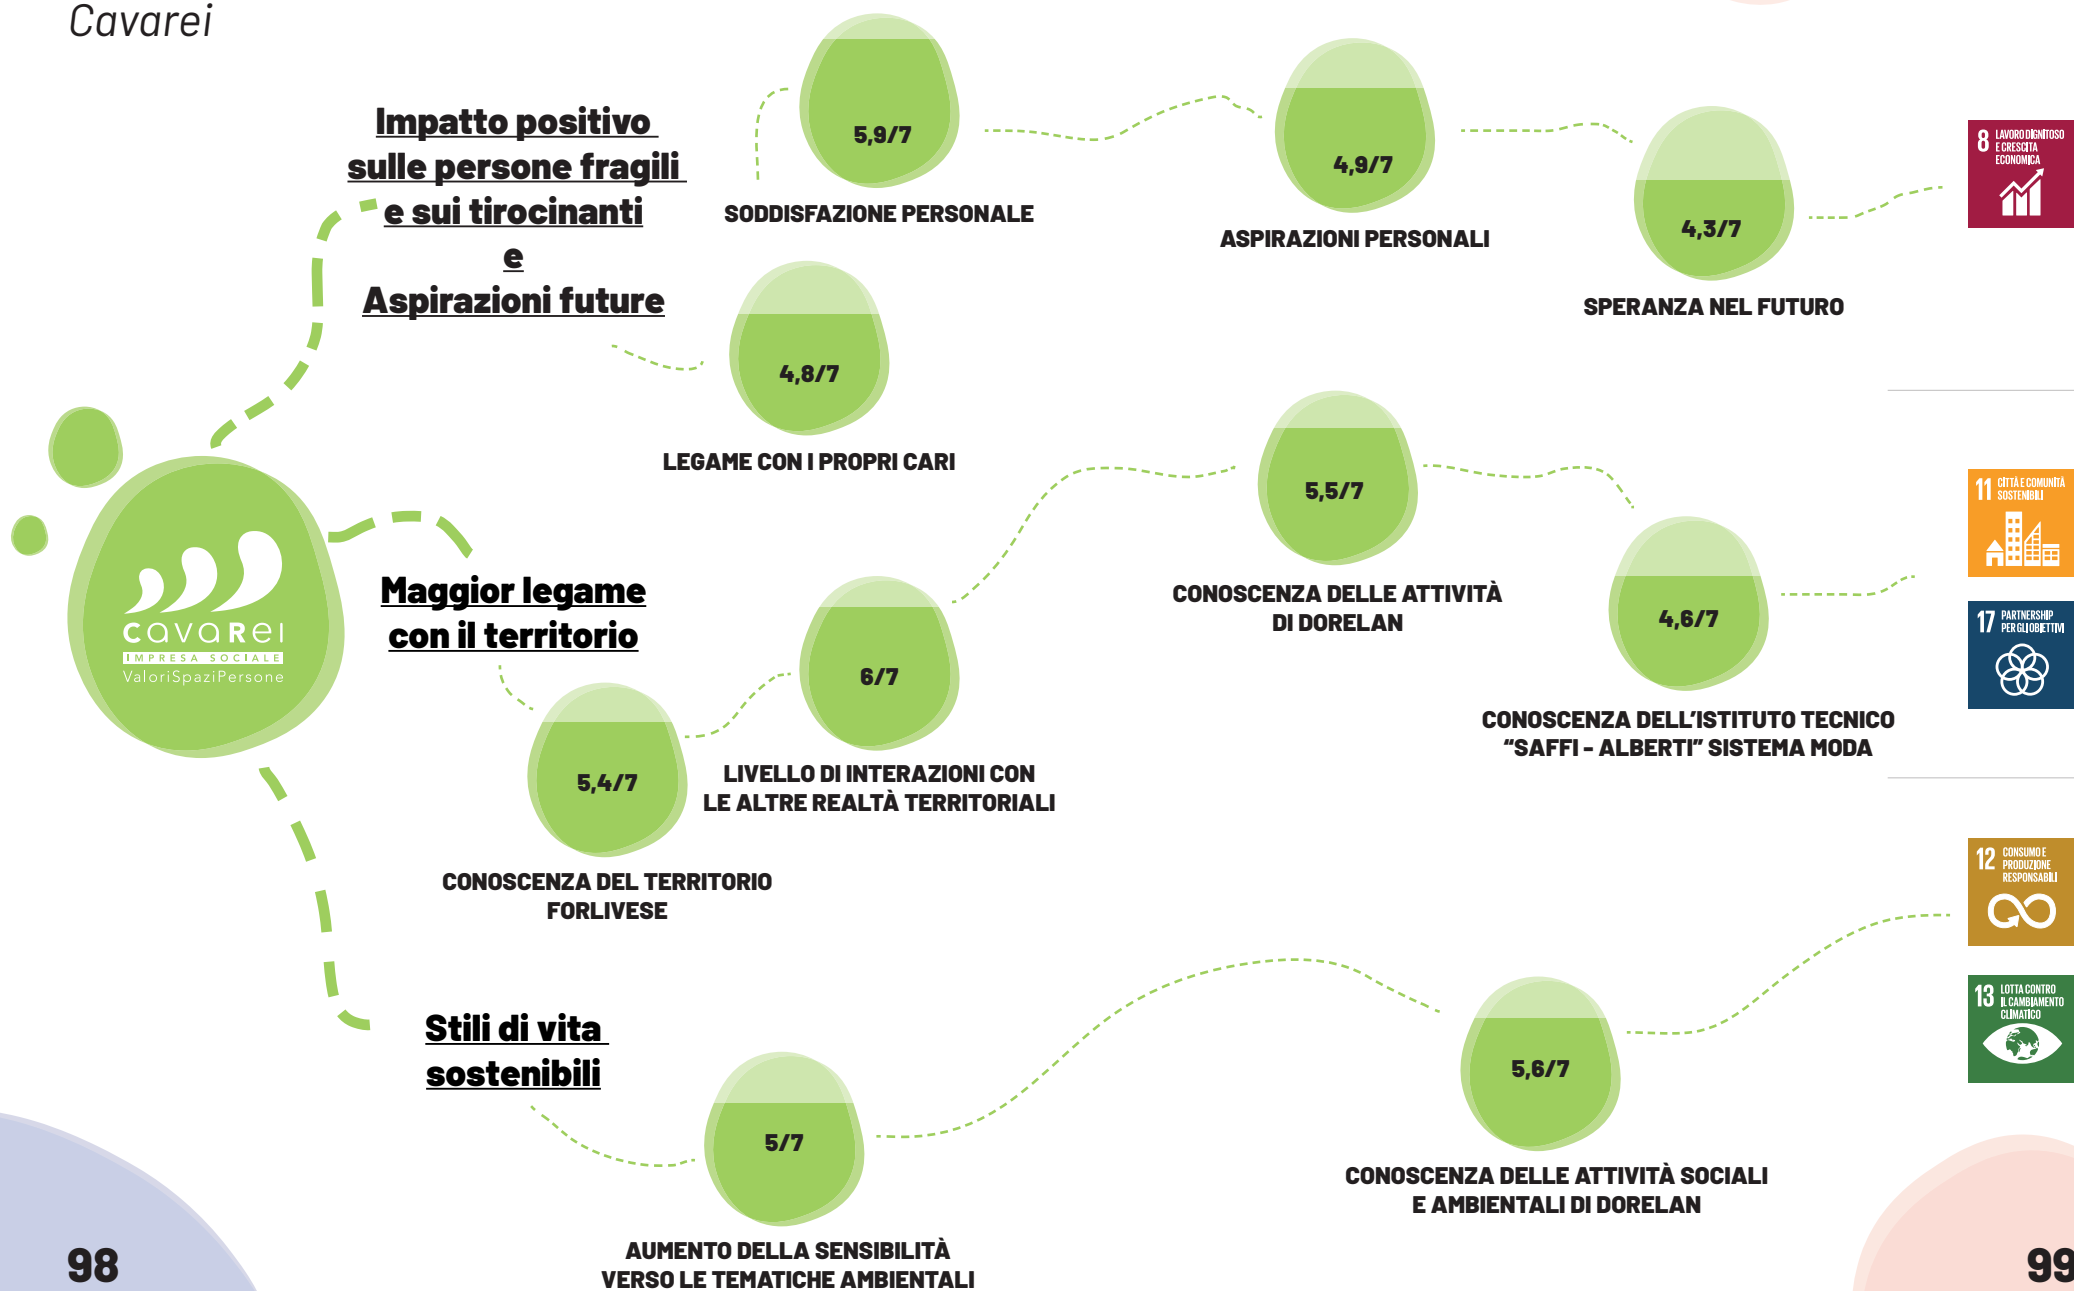 Cavarei
Impatto positivo
sulle persone fragili
e sui tirocinanti
e
Aspirazioni future
5,9/7
SODDISFAZIONE PERSONALE
4,9/7
ASPIRAZIONI PERSONALI
4,3/7
SPERANZA NEL FUTURO
4,8/7
LEGAME CON I PROPRI CARI
8 LAVORO DIGNITOSO
E CRESCITA
ECONOMICA
cavaRei
IMPRESA SOCIALE
ValoriSpaziPersone
Maggior legame
con il territorio
5,4/7
CONOSCENZA DEL TERRITORIO
FORLIVESE
6/7
LIVELLO DI INTERAZIONI CON
LE ALTRE REALTÀ TERRITORIALI
5,5/7
CONOSCENZA DELLE ATTIVITÀ
DI DORELAN
4,6/7
CONOSCENZA DELL’ISTITUTO TECNICO
“SAFFI - ALBERTI” SISTEMA MODA
11 CITTÀ E COMUNITÀ
SOSTENIBILI
17 PARTNERSHIP
PER GLI OBIETTIVI
Stili di vita
sostenibili
5/7
AUMENTO DELLA SENSIBILITÀ
VERSO LE TEMATICHE AMBIENTALI
5,6/7
CONOSCENZA DELLE ATTIVITÀ SOCIALI
E AMBIENTALI DI DORELAN
12 CONSUMO E
PRODUZIONE
RESPONSABILI
13 LOTTA CONTRO
IL CAMBIAMENTO
CLIMATICO
98
99